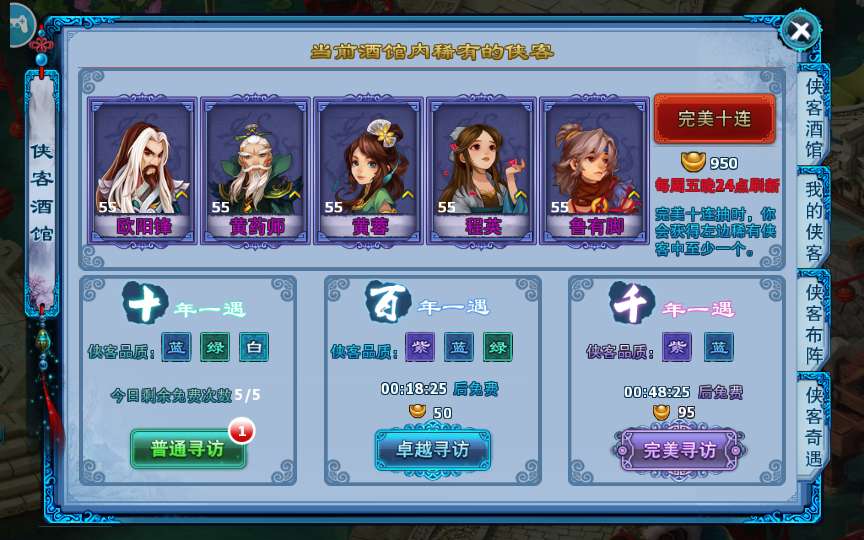 当前酒馆内稀有的侠客
侠客酒馆
55
欧阳锋
55
黄药师
55
黄蓉
55
程英
55
鲁有脚
完美十连
950
每周五晚24点刷新
完美十连抽时，你
会获得左边稀有侠
客中至少一个。
十年一遇
侠客品质：蓝 绿 白
今日剩余免费次数5/5
普通寻访
1
百年一遇
侠客品质：紫 蓝 绿
00:18:25 后免费
50
卓越寻访
千年一遇
侠客品质：紫 蓝
00:48:25 后免费
95
完美寻访
侠客酒馆
我的侠客
侠客布阵
侠客奇遇